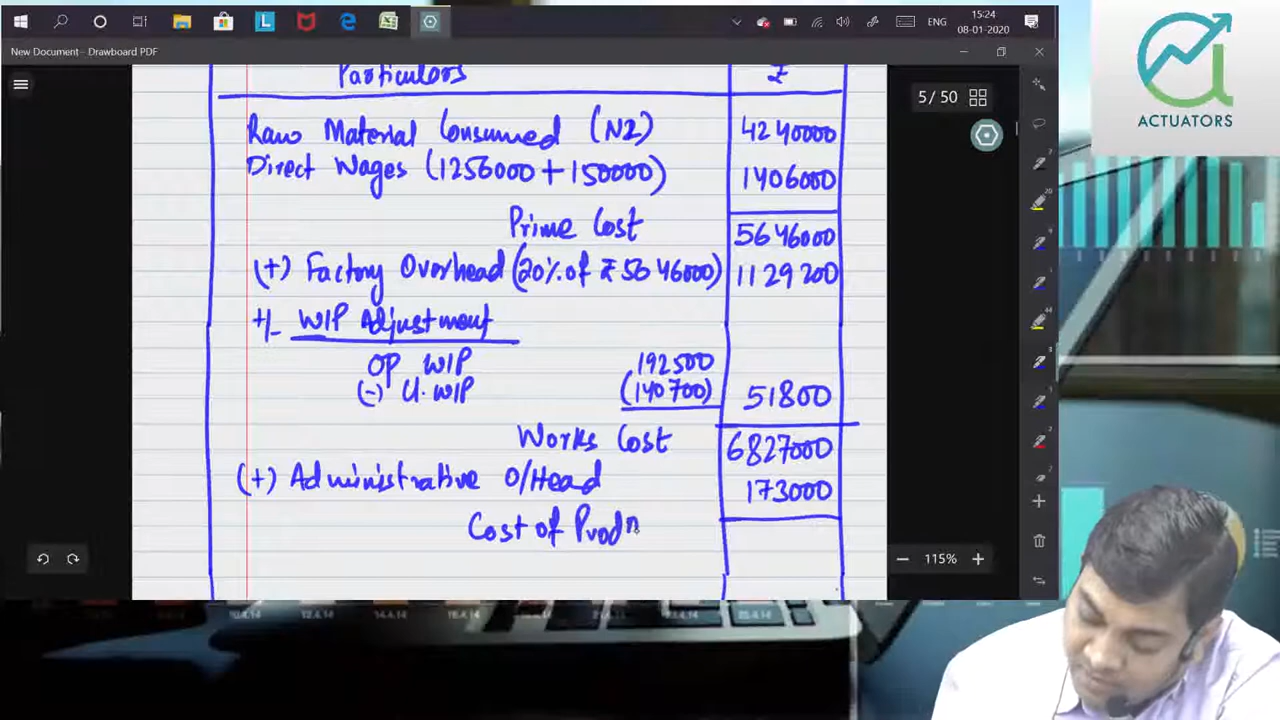 15:24
ENG
08-01-2020
New Document - Drawboard PDF
5 / 50
ACTUATORS
Particulars ₹
Raw Material Consumed (N2) 4240000
Direct Wages (1256000 + 150000) 1406000
Prime Cost 5646000
(+) Factory Overhead (20% of ₹ 5646000) 1129200
+/- WIP Adjustment
OP WIP 192500
(-) Cl. WIP (140700) 51800
Works Cost 6827000
(+) Administrative O/Head 173000
Cost of Prodn
115%